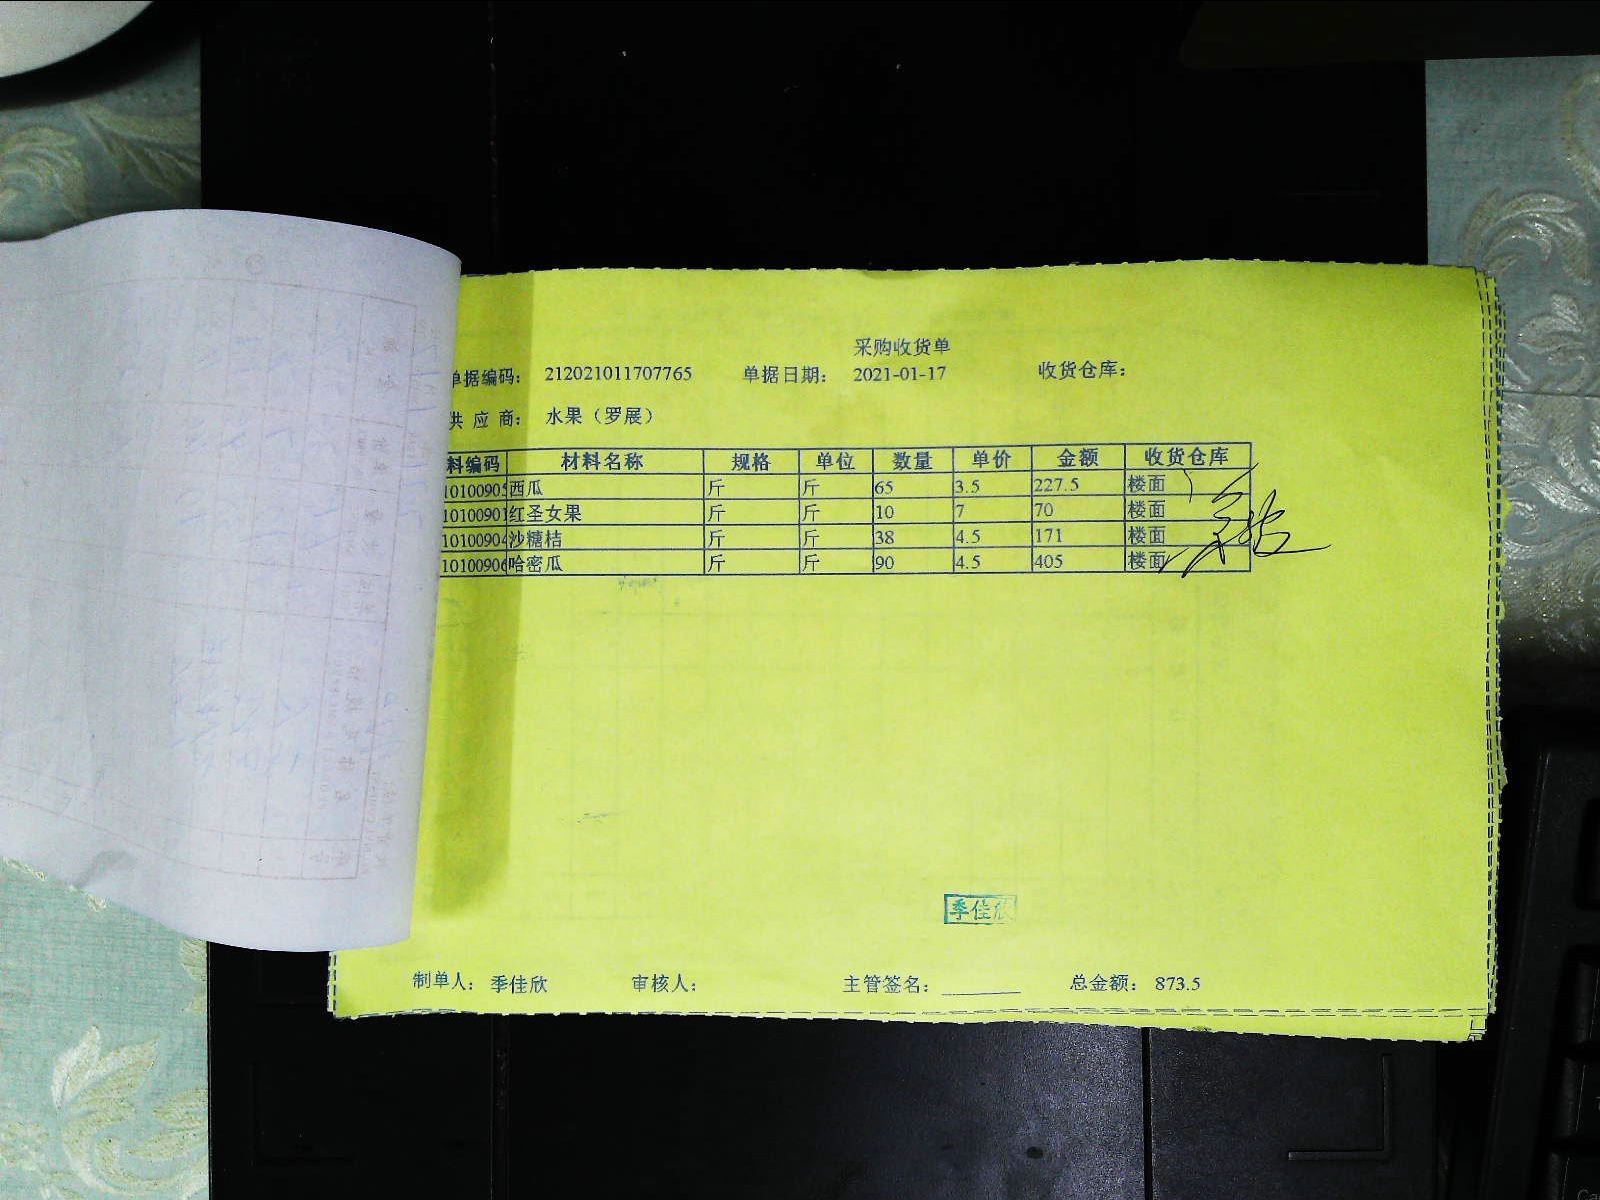 采购收货单
单据编码： 212021011707765 单据日期： 2021-01-17 收货仓库：
供 应 商： 水果（罗展）
料编码 材料名称 规格 单位 数量 单价 金额 收货仓库
1010090 西瓜 斤 斤 65 3.5 227.5 楼面
1010090 红圣女果 斤 斤 10 7 70 楼面
1010090 沙糖桔 斤 斤 38 4.5 171 楼面
1010090 哈密瓜 斤 斤 90 4.5 405 楼面
季佳欣
制单人： 季佳欣 审核人： 主管签名： 总金额： 873.5